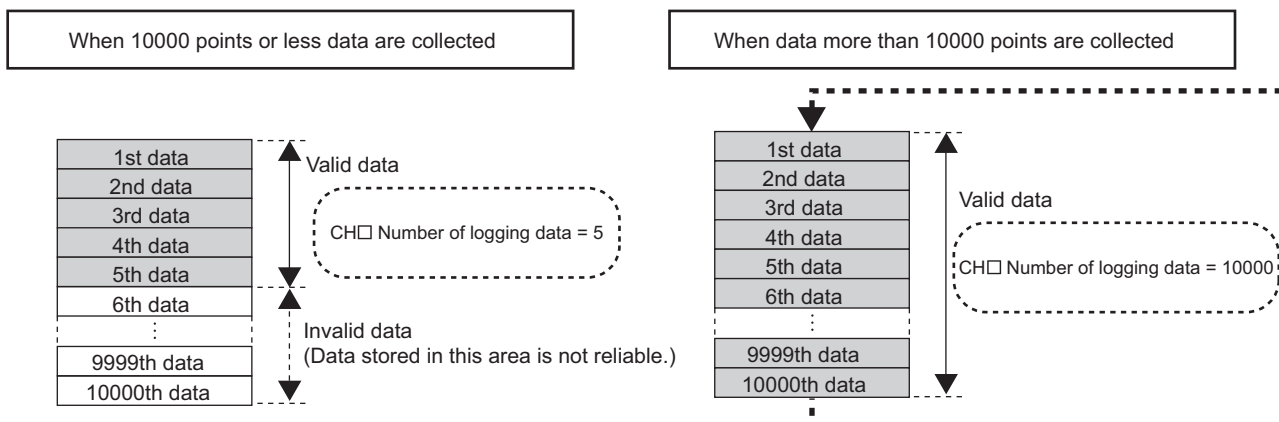 When 10000 points or less data are collected
1st data
2nd data
3rd data
4th data
5th data
6th data
⋮
9999th data
10000th data
Valid data
CH□ Number of logging data = 5
Invalid data
(Data stored in this area is not reliable.)
When data more than 10000 points are collected
1st data
2nd data
3rd data
4th data
5th data
6th data
⋮
9999th data
10000th data
Valid data
CH□ Number of logging data = 10000